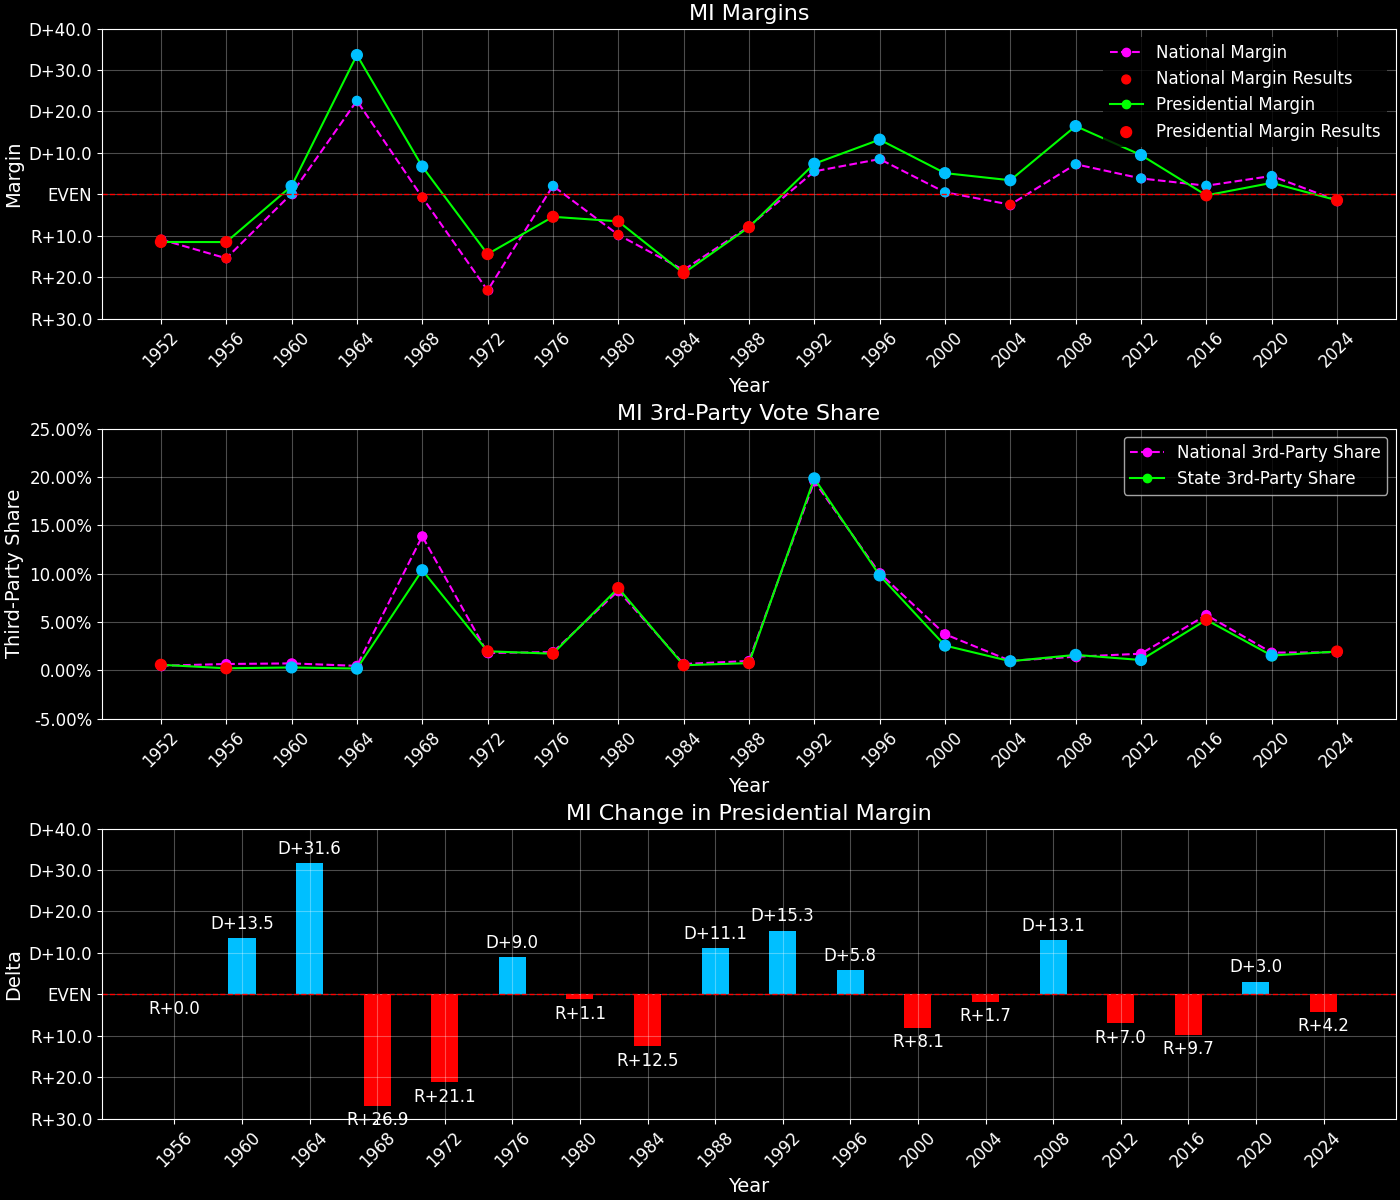 MI Margins
D+40.0
D+30.0
D+20.0
D+10.0
EVEN
R+10.0
R+20.0
R+30.0
Margin
National Margin
National Margin Results
Presidential Margin
Presidential Margin Results
1952 1956 1960 1964 1968 1972 1976 1980 1984 1988 1992 1996 2000 2004 2008 2012 2016 2020 2024
Year
MI 3rd-Party Vote Share
25.00%
20.00%
15.00%
10.00%
5.00%
0.00%
-5.00%
Third-Party Share
National 3rd-Party Share
State 3rd-Party Share
1952 1956 1960 1964 1968 1972 1976 1980 1984 1988 1992 1996 2000 2004 2008 2012 2016 2020 2024
Year
MI Change in Presidential Margin
D+40.0
D+30.0
D+20.0
D+10.0
EVEN
R+10.0
R+20.0
R+30.0
Delta
R+0.0
D+13.5
D+31.6
R+26.9
R+21.1
D+9.0
R+1.1
R+12.5
D+11.1
D+15.3
D+5.8
R+8.1
R+1.7
D+13.1
R+7.0
R+9.7
D+3.0
R+4.2
1956 1960 1964 1968 1972 1976 1980 1984 1988 1992 1996 2000 2004 2008 2012 2016 2020 2024
Year